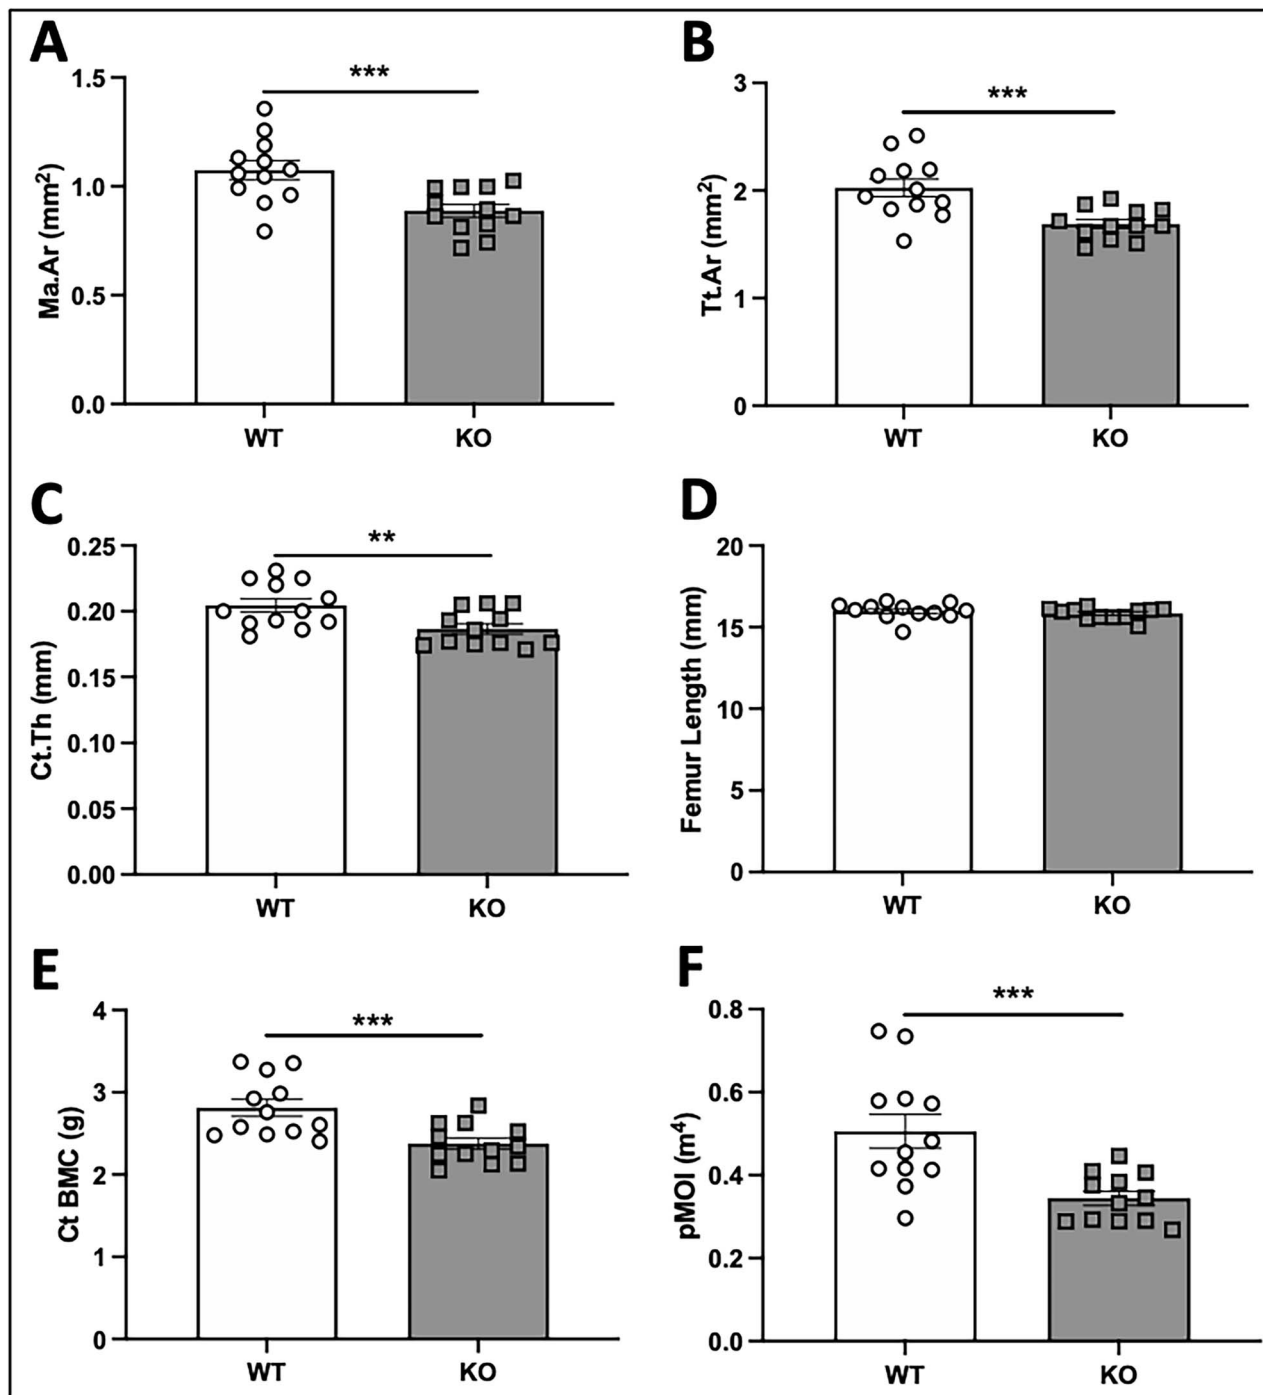 A
Ma.Ar (mm²)
1.5
1.0
0.5
0.0
***
WT
KO
B
Tt.Ar (mm²)
3
2
1
0
***
WT
KO
C
Ct.Th (mm)
0.25
0.20
0.15
0.10
0.05
0.00
**
WT
KO
D
Femur Length (mm)
20
15
10
5
0
WT
KO
E
Ct BMC (g)
4
3
2
1
0
***
WT
KO
F
pMOI (m⁴)
0.8
0.6
0.4
0.2
0.0
***
WT
KO